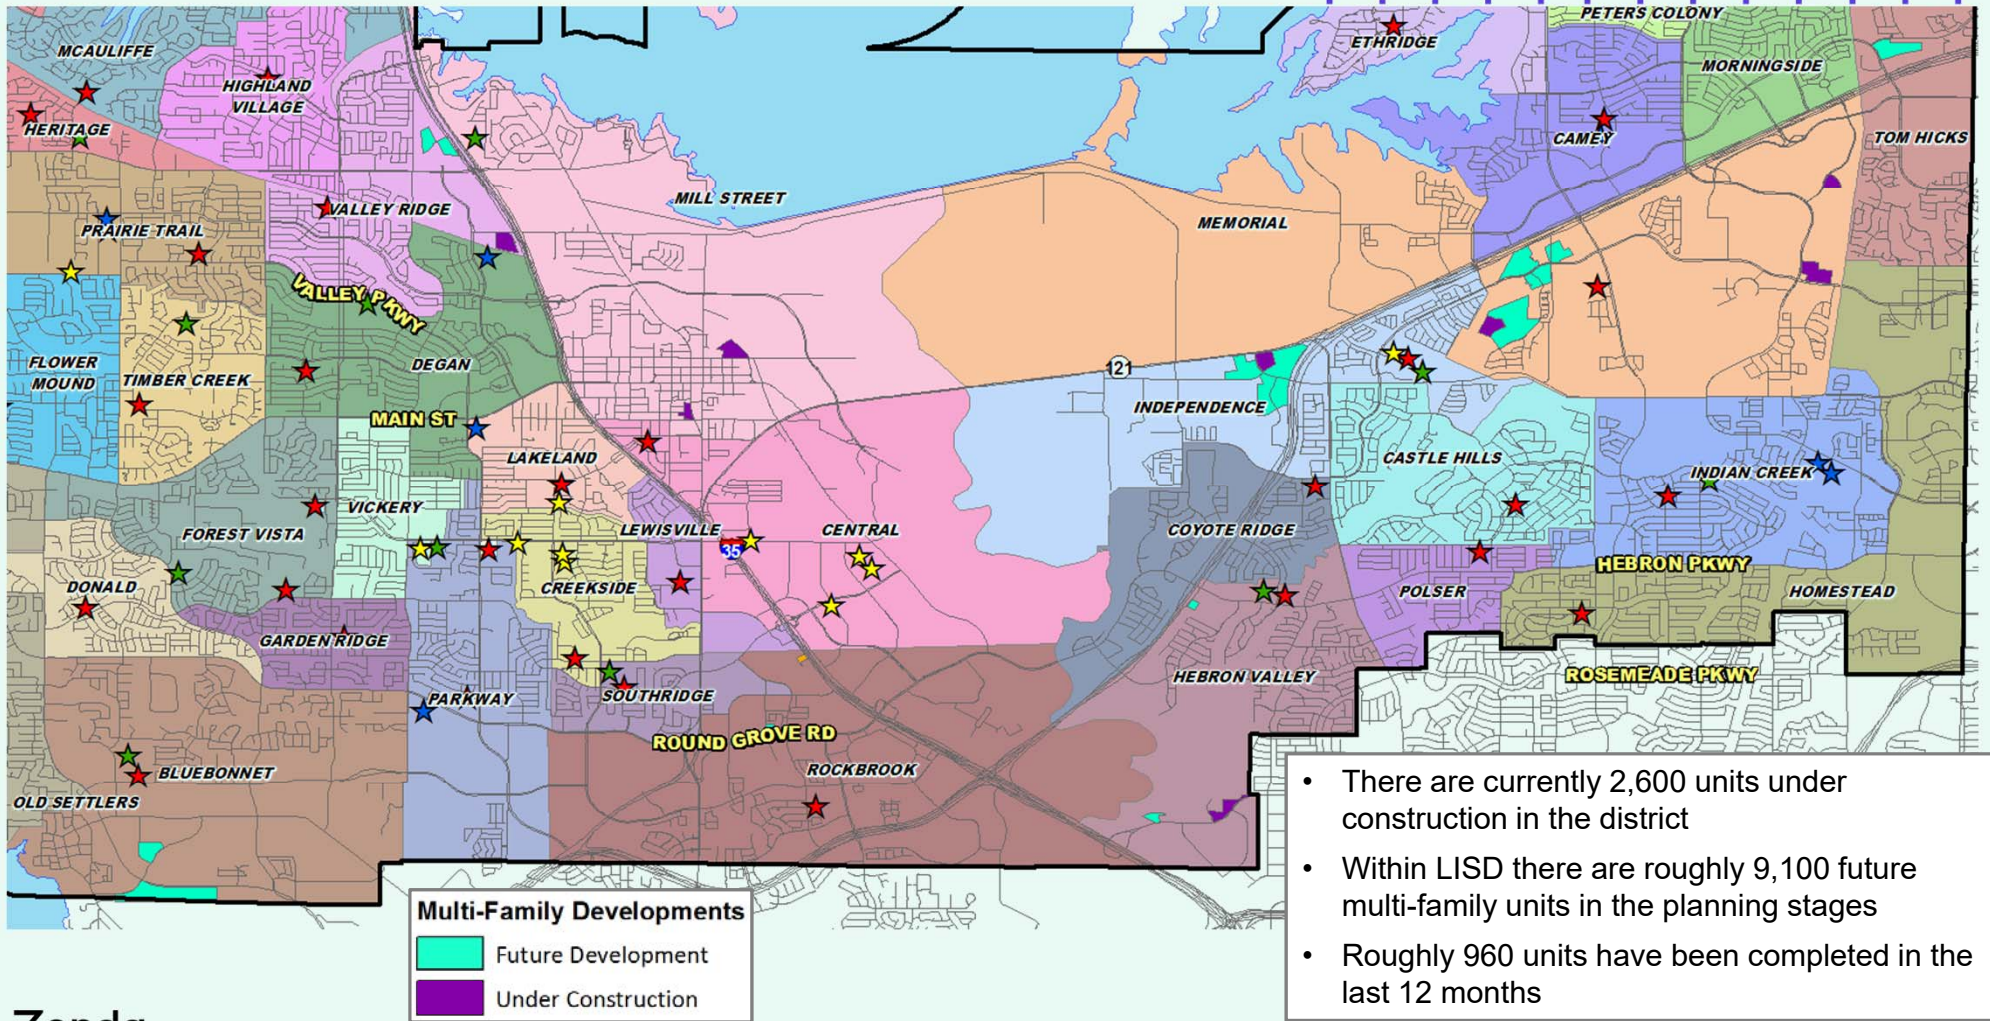 PETERS COLONY
MCAULIFFE
ETHRIDGE
MORNINGSIDE
HIGHLAND
VILLAGE
HERITAGE
CAMEY
TOM HICKS
MILL STREET
VALLEY RIDGE
MEMORIAL
PRAIRIE TRAIL
VALLEY PKWY
FLOWER
MOUND
TIMBER CREEK
DEGAN
121
INDEPENDENCE
MAIN ST
LAKELAND
CASTLE HILLS
INDIAN CREEK
VICKERY
FOREST VISTA
LEWISVILLE
35
CENTRAL
COYOTE RIDGE
HEBRON PKWY
DONALD
CREEKSIDE
POLSER
HOMESTEAD
GARDEN RIDGE
HEBRON VALLEY
ROSEMEADE PKWY
PARKWAY
SOUTHRIDGE
ROUND GROVE RD
BLUEBONNET
ROCKBROOK
OLD SETTLERS
• There are currently 2,600 units under
construction in the district
• Within LISD there are roughly 9,100 future
multi-family units in the planning stages
• Roughly 960 units have been completed in the
last 12 months
Multi-Family Developments
Future Development
Under Construction